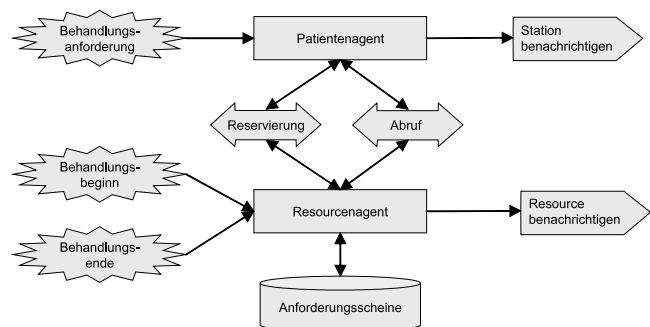 Behandlungs-
anforderung
Patientenagent
Station
benachrichtigen
Reservierung
Abruf
Behandlungs-
beginn
Resourcenagent
Resource
benachrichtigen
Behandlungs-
ende
Anforderungsscheine